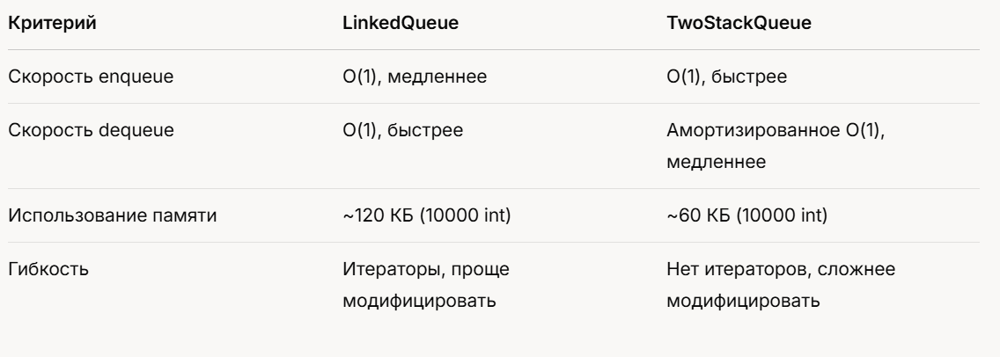 Критерий LinkedQueue TwoStackQueue
Скорость enqueue O(1), медленнее O(1), быстрее
Скорость dequeue O(1), быстрее Амортизированное O(1),
медленнее
Использование памяти ~120 КБ (10000 int) ~60 КБ (10000 int)
Гибкость Итераторы, проще Нет итераторов, сложнее
модифицировать модифицировать